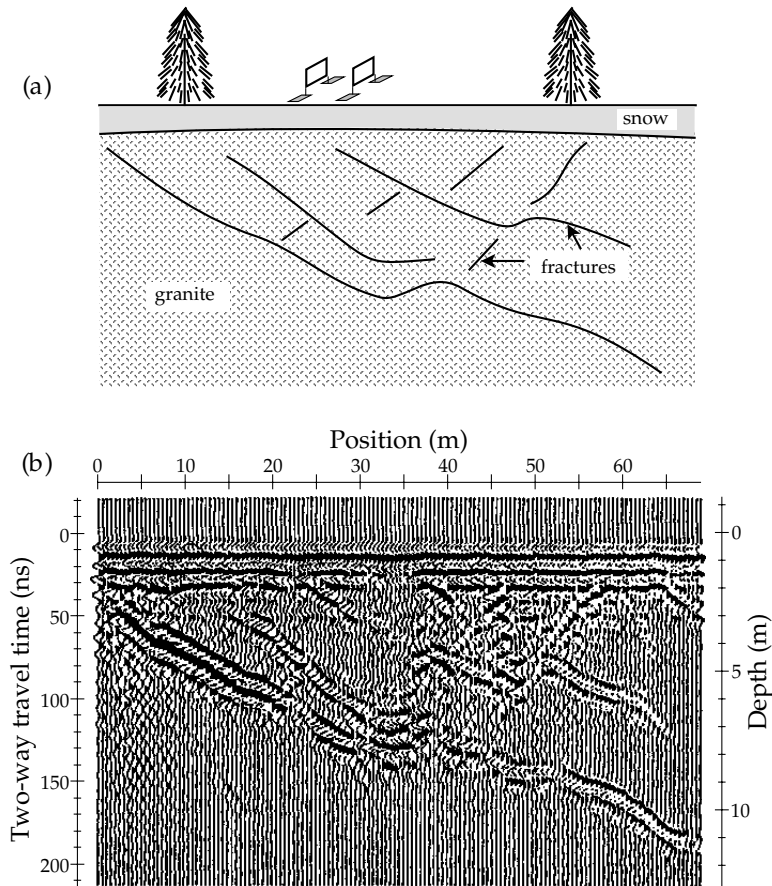 (a)
snow
fractures
granite
Position (m)
(b)
0 10 20 30 40 50 60
Two-way travel time (ns)
0
50
100
150
200
Depth (m)
0
5
10